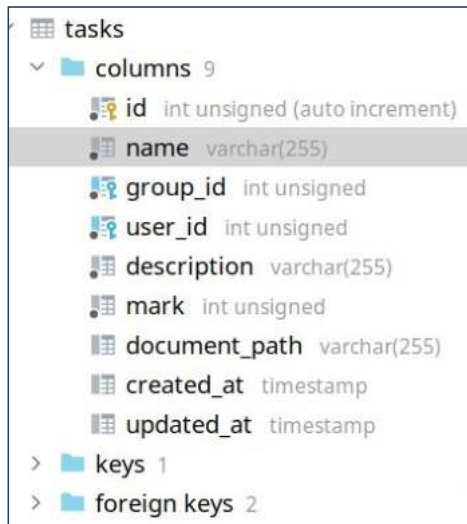 tasks
columns 9
id int unsigned (auto increment)
name varchar(255)
group_id int unsigned
user_id int unsigned
description varchar(255)
mark int unsigned
document_path varchar(255)
created_at timestamp
updated_at timestamp
keys 1
foreign keys 2